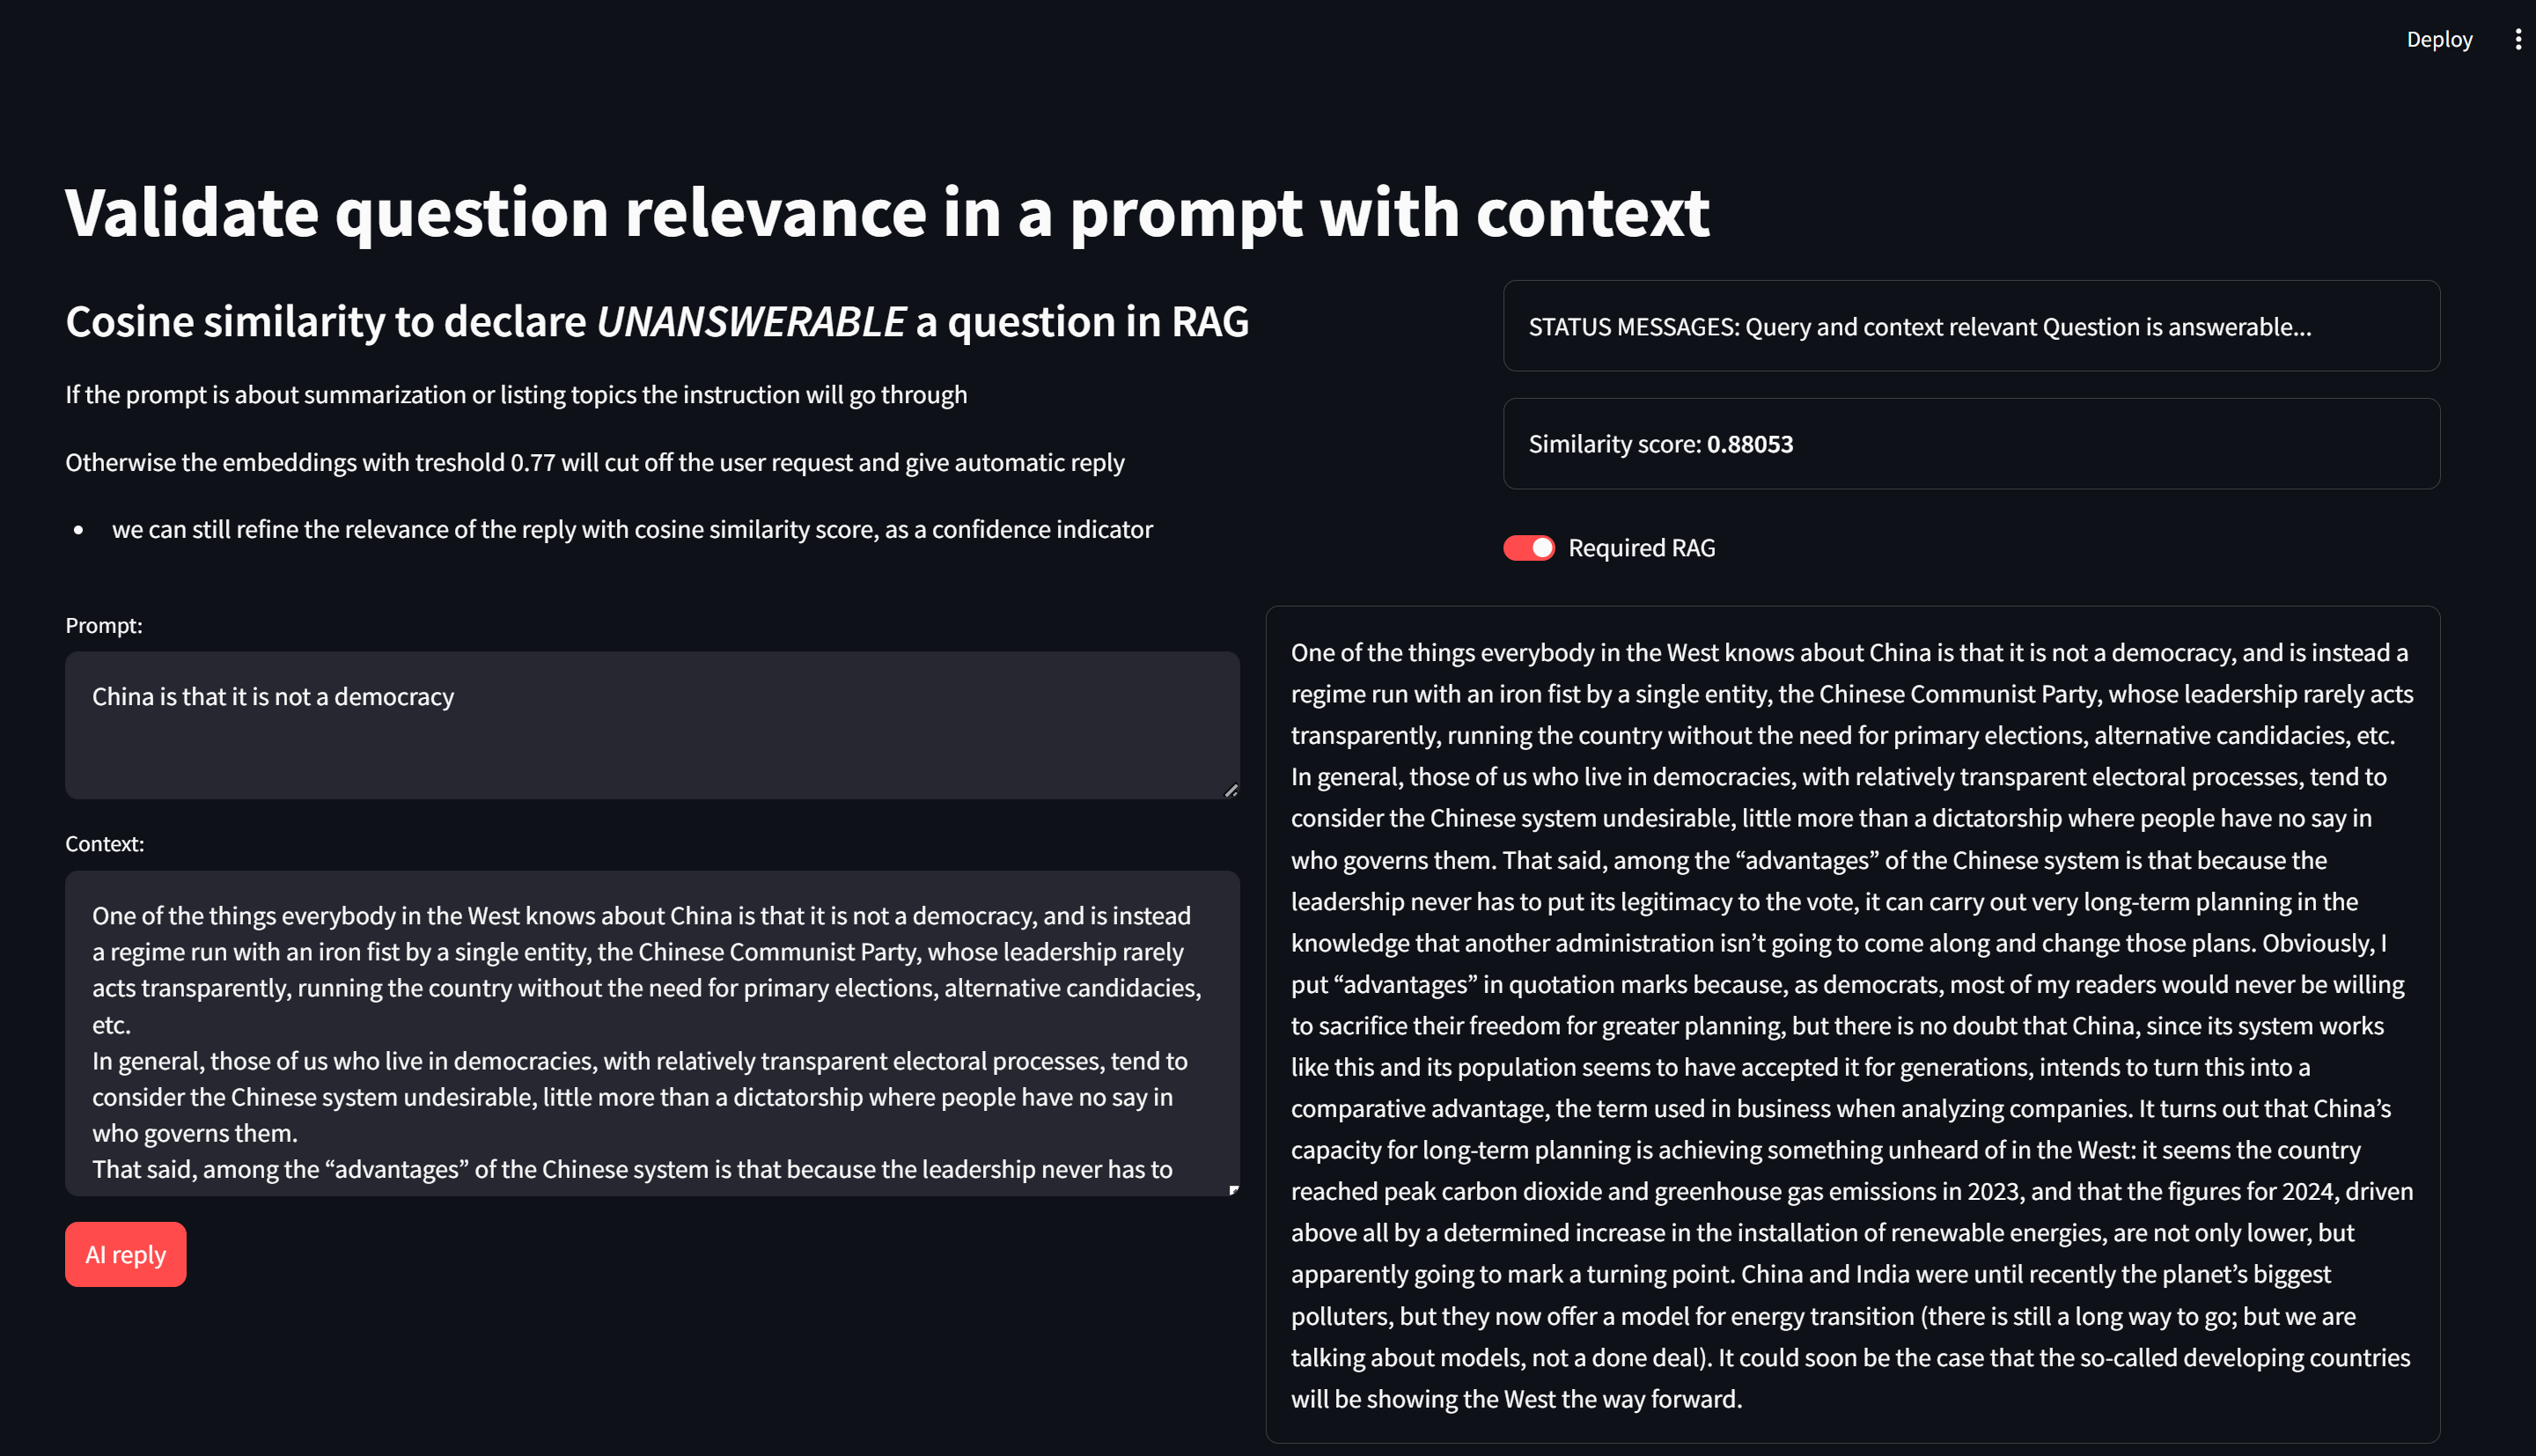 Deploy
Validate question relevance in a prompt with context
Cosine similarity to declare UNANSWERABLE a question in RAG
If the prompt is about summarization or listing topics the instruction will go through
Otherwise the embeddings with treshold 0.77 will cut off the user request and give automatic reply
• we can still refine the relevance of the reply with cosine similarity score, as a confidence indicator
STATUS MESSAGES: Query and context relevant Question is answerable...
Similarity score: 0.88053
Required RAG
Prompt:
China is that it is not a democracy
Context:
One of the things everybody in the West knows about China is that it is not a democracy, and is instead
a regime run with an iron fist by a single entity, the Chinese Communist Party, whose leadership rarely
acts transparently, running the country without the need for primary elections, alternative candidacies,
etc.
In general, those of us who live in democracies, with relatively transparent electoral processes, tend to
consider the Chinese system undesirable, little more than a dictatorship where people have no say in
who governs them.
That said, among the “advantages” of the Chinese system is that because the leadership never has to
AI reply
One of the things everybody in the West knows about China is that it is not a democracy, and is instead a
regime run with an iron fist by a single entity, the Chinese Communist Party, whose leadership rarely acts
transparently, running the country without the need for primary elections, alternative candidacies, etc.
In general, those of us who live in democracies, with relatively transparent electoral processes, tend to
consider the Chinese system undesirable, little more than a dictatorship where people have no say in
who governs them. That said, among the “advantages” of the Chinese system is that because the
leadership never has to put its legitimacy to the vote, it can carry out very long-term planning in the
knowledge that another administration isn’t going to come along and change those plans. Obviously, I
put “advantages” in quotation marks because, as democrats, most of my readers would never be willing
to sacrifice their freedom for greater planning, but there is no doubt that China, since its system works
like this and its population seems to have accepted it for generations, intends to turn this into a
comparative advantage, the term used in business when analyzing companies. It turns out that China’s
capacity for long-term planning is achieving something unheard of in the West: it seems the country
reached peak carbon dioxide and greenhouse gas emissions in 2023, and that the figures for 2024, driven
above all by a determined increase in the installation of renewable energies, are not only lower, but
apparently going to mark a turning point. China and India were until recently the planet’s biggest
polluters, but they now offer a model for energy transition (there is still a long way to go; but we are
talking about models, not a done deal). It could soon be the case that the so-called developing countries
will be showing the West the way forward.